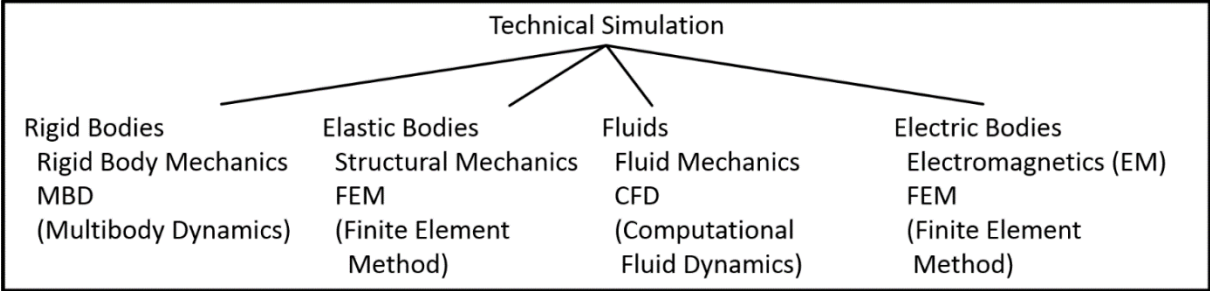 Technical Simulation
Rigid Bodies
Rigid Body Mechanics
MBD
(Multibody Dynamics)
Elastic Bodies
Structural Mechanics
FEM
(Finite Element
Method)
Fluids
Fluid Mechanics
CFD
(Computational
Fluid Dynamics)
Electric Bodies
Electromagnetics (EM)
FEM
(Finite Element
Method)